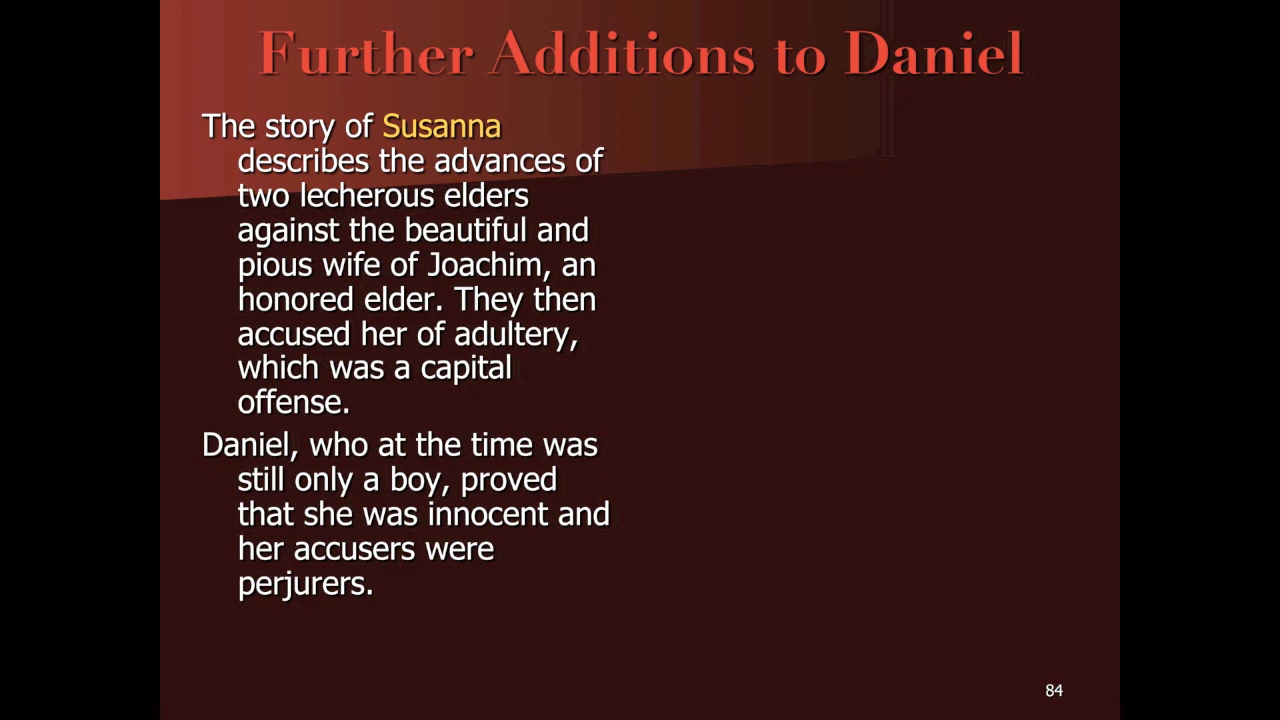 Further Additions to Daniel
The story of Susanna
describes the advances of
two lecherous elders
against the beautiful and
pious wife of Joachim, an
honored elder. They then
accused her of adultery,
which was a capital
offense.
Daniel, who at the time was
still only a boy, proved
that she was innocent and
her accusers were
perjurers.
84